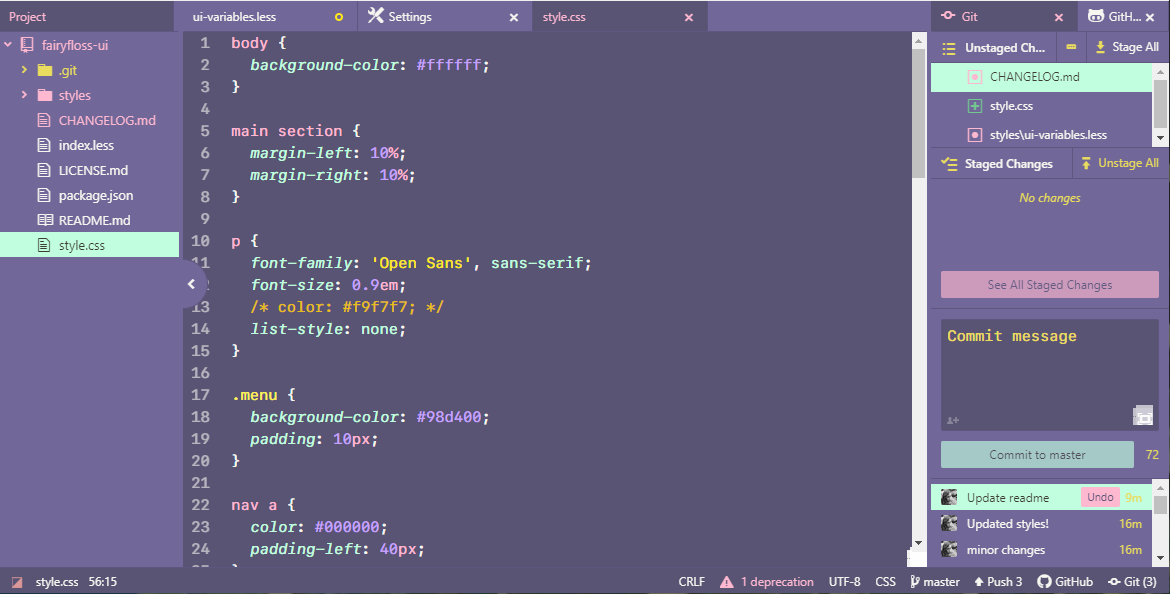 Project
fairyfloss-ui
.git
styles
CHANGELOG.md
index.less
LICENSE.md
package.json
README.md
style.css
ui-variables.less
Settings
style.css
1 body {
2   background-color: #ffffff;
3 }
4
5 main section {
6   margin-left: 10%;
7   margin-right: 10%;
8 }
9
10 p {
11   font-family: 'Open Sans', sans-serif;
12   font-size: 0.9em;
13   /* color: #f9f7f7; */
14   list-style: none;
15 }
16
17 .menu {
18   background-color: #98d400;
19   padding: 10px;
20 }
21
22 nav a {
23   color: #000000;
24   padding-left: 40px;
Git
GitH...
Unstaged Ch...
Stage All
CHANGELOG.md
style.css
styles\ui-variables.less
Staged Changes
Unstage All
No changes
See All Staged Changes
Commit message
Commit to master 72
Update readme Undo 9m
Updated styles! 16m
minor changes 16m
style.css 56:15 CRLF 1 deprecation UTF-8 CSS master Push 3 GitHub Git (3)